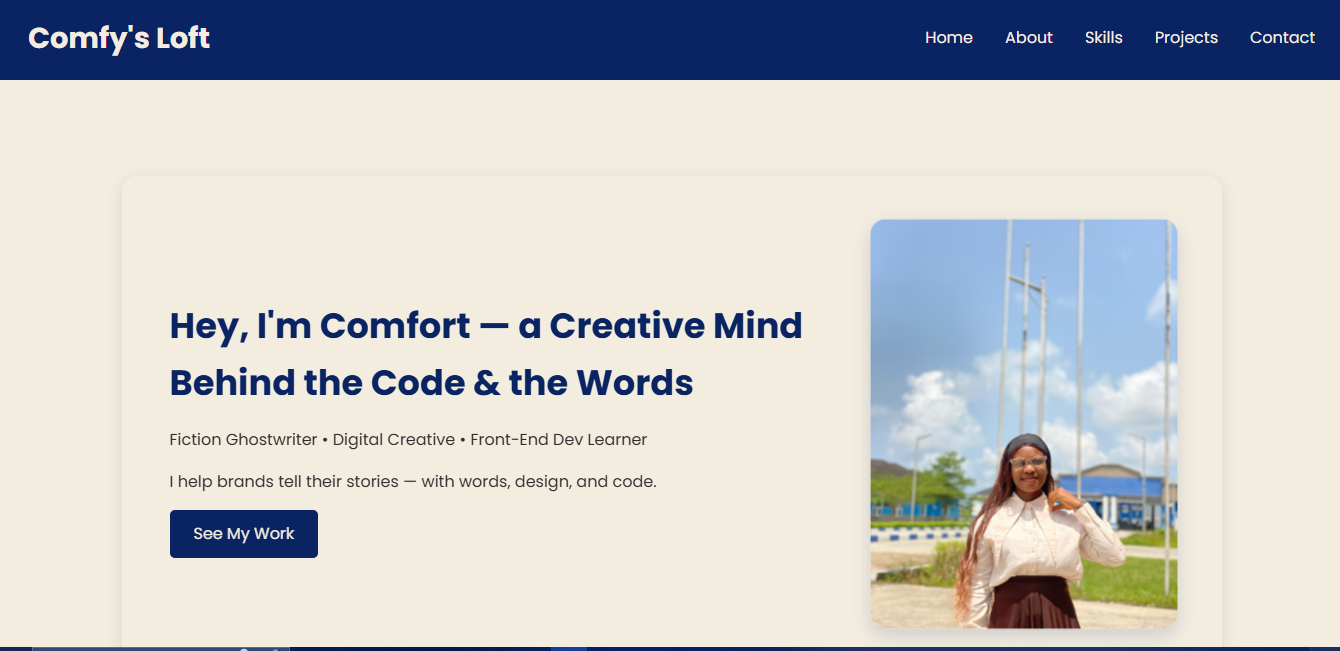 Comfy's Loft
Home About Skills Projects Contact
Hey, I'm Comfort — a Creative Mind
Behind the Code & the Words
Fiction Ghostwriter • Digital Creative • Front-End Dev Learner
I help brands tell their stories — with words, design, and code.
See My Work